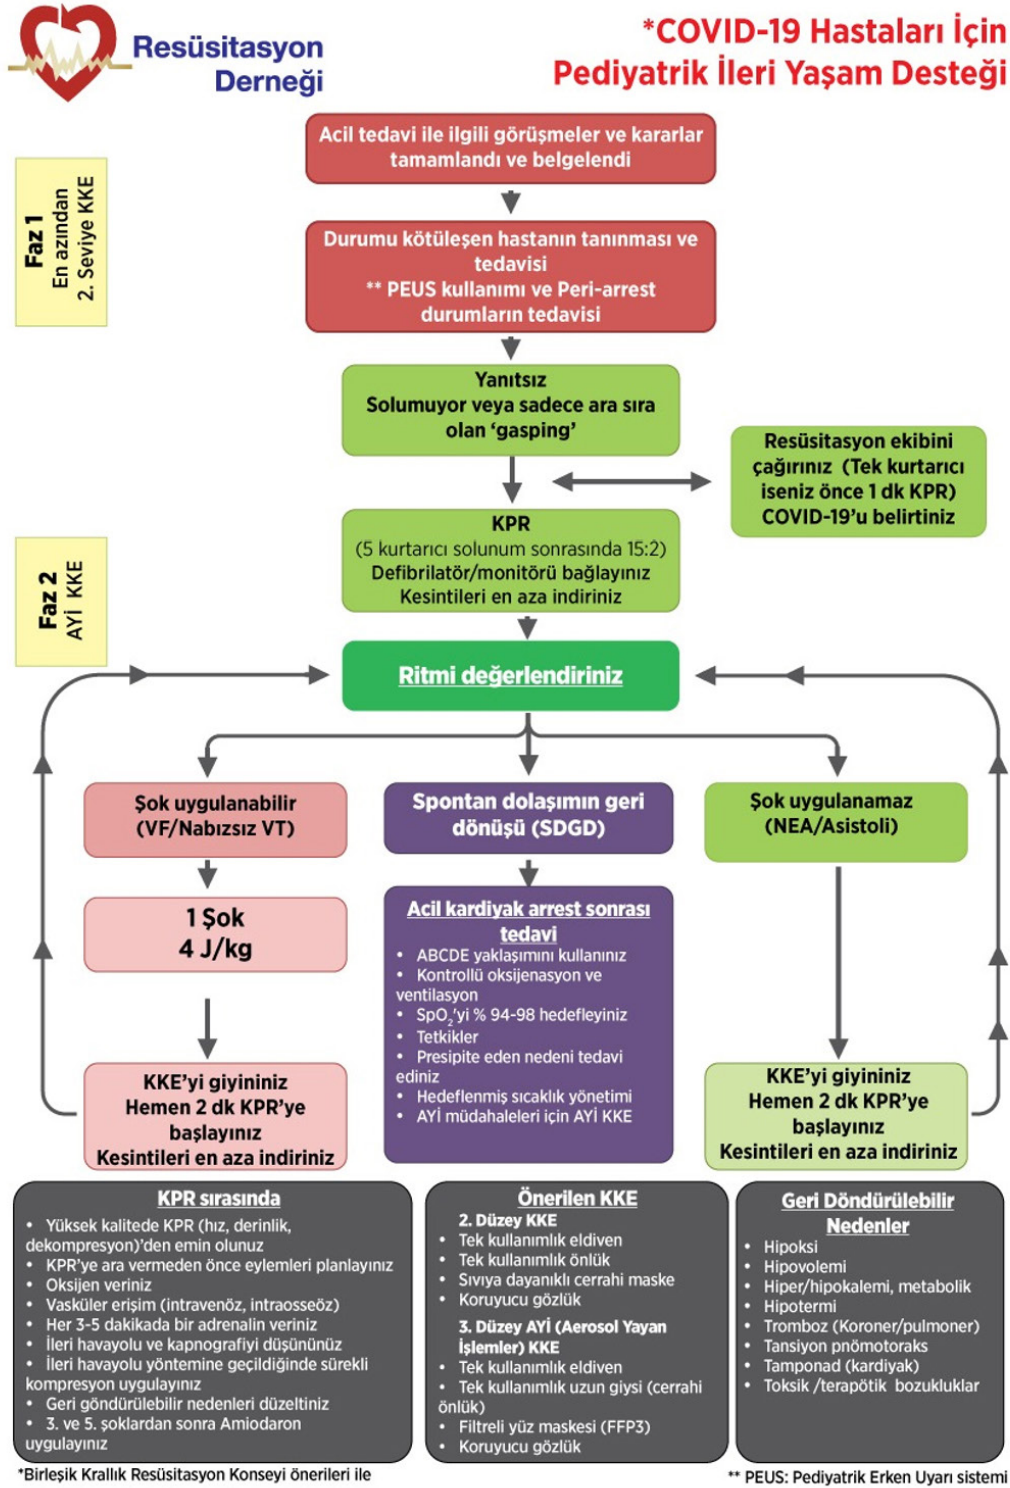 Resüsitasyon
Derneği
*COVID-19 Hastaları İçin
Pediyatrik İleri Yaşam Desteği
Acil tedavi ile ilgili görüşmeler ve kararlar
tamamlandı ve belgelendi
Faz 1
En azından
2. Seviye KKE
Durumu kötüleşen hastanın tanınması ve
tedavisi
** PEUS kullanımı ve Peri-arrest
durumların tedavisi
Yanıtsız
Solumuyor veya sadece ara sıra
olan ‘gasping’
Resüsitasyon ekibini
çağırınız (Tek kurtarıcı
iseniz önce 1 dk KPR)
COVID-19’u belirtiniz
KPR
(5 kurtarıcı solunum sonrasında 15:2)
Defibrilatör/monitörü bağlayınız
Kesintileri en aza indiriniz
Faz 2
AYİ KKE
Ritmi değerlendiriniz
Şok uygulanabilir
(VF/Nabızsız VT)
Spontan dolaşımın geri
dönüşü (SDGD)
Şok uygulanamaz
(NEA/Asistoli)
1 Şok
4 J/kg
Acil kardiyak arrest sonrası
tedavi
• ABCDE yaklaşımını kullanınız
• Kontrollü oksijenasyon ve
ventilasyon
• SpO₂'yi % 94-98 hedefleyiniz
• Tetkikler
• Presipite eden nedeni tedavi
ediniz
• Hedeflenmiş sıcaklık yönetimi
• AYİ müdahaleleri için AYİ KKE
KKE’yi giyininiz
Hemen 2 dk KPR’ye
başlayınız
Kesintileri en aza indiriniz
KKE’yi giyininiz
Hemen 2 dk KPR’ye
başlayınız
Kesintileri en aza indiriniz
KPR sırasında
• Yüksek kalitede KPR (hız, derinlik,
dekompresyon)’den emin olunuz
• KPR’ye ara vermeden önce eylemleri planlayınız
• Oksijen veriniz
• Vasküler erişim (intravenöz, intraosseöz)
• Her 3-5 dakikada bir adrenalin veriniz
• İleri havayolu ve kapnografiyi düşününüz
• İleri havayolu yöntemine geçildiğinde sürekli
kompresyon uygulayınız
• Geri göndürülebilir nedenleri düzeltiniz
• 3. ve 5. şoklardan sonra Amiodaron
uygulayınız
Önerilen KKE
2. Düzey KKE
• Tek kullanımlık eldiven
• Tek kullanımlık önlük
• Sıvıya dayanıklı cerrahi maske
• Koruyucu gözlük
3. Düzey AYİ (Aerosol Yayan
İşlemler) KKE
• Tek kullanımlık eldiven
• Tek kullanımlık uzun giysi (cerrahi
önlük)
• Filtreli yüz maskesi (FFP3)
• Koruyucu gözlük
Geri Döndürülebilir
Nedenler
• Hipoksi
• Hipovolemi
• Hiper/hipokalemi, metabolik
• Hipotermi
• Tromboz (Koroner/pulmoner)
• Tansiyon pnömotoraks
• Tamponad (kardiyak)
• Toksik /terapötik bozukluklar
*Birleşik Krallık Resüsitasyon Konseyi önerileri ile
** PEUS: Pediyatrik Erken Uyarı sistemi